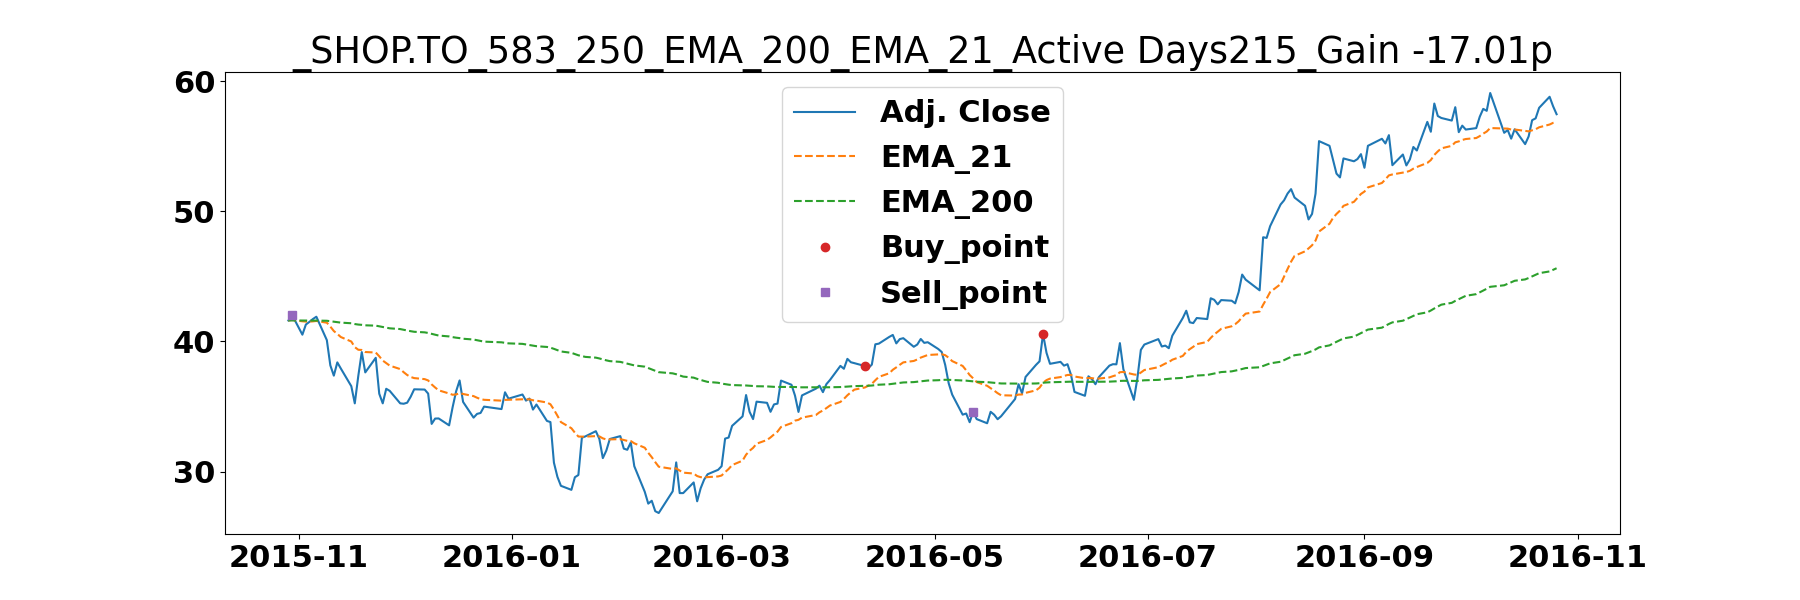 _SHOP.TO_583_250_EMA_200_EMA_21_Active Days215_Gain -17.01p
60
50
40
30
Adj. Close
EMA_21
EMA_200
Buy_point
Sell_point
2015-11 2016-01 2016-03 2016-05 2016-07 2016-09 2016-11